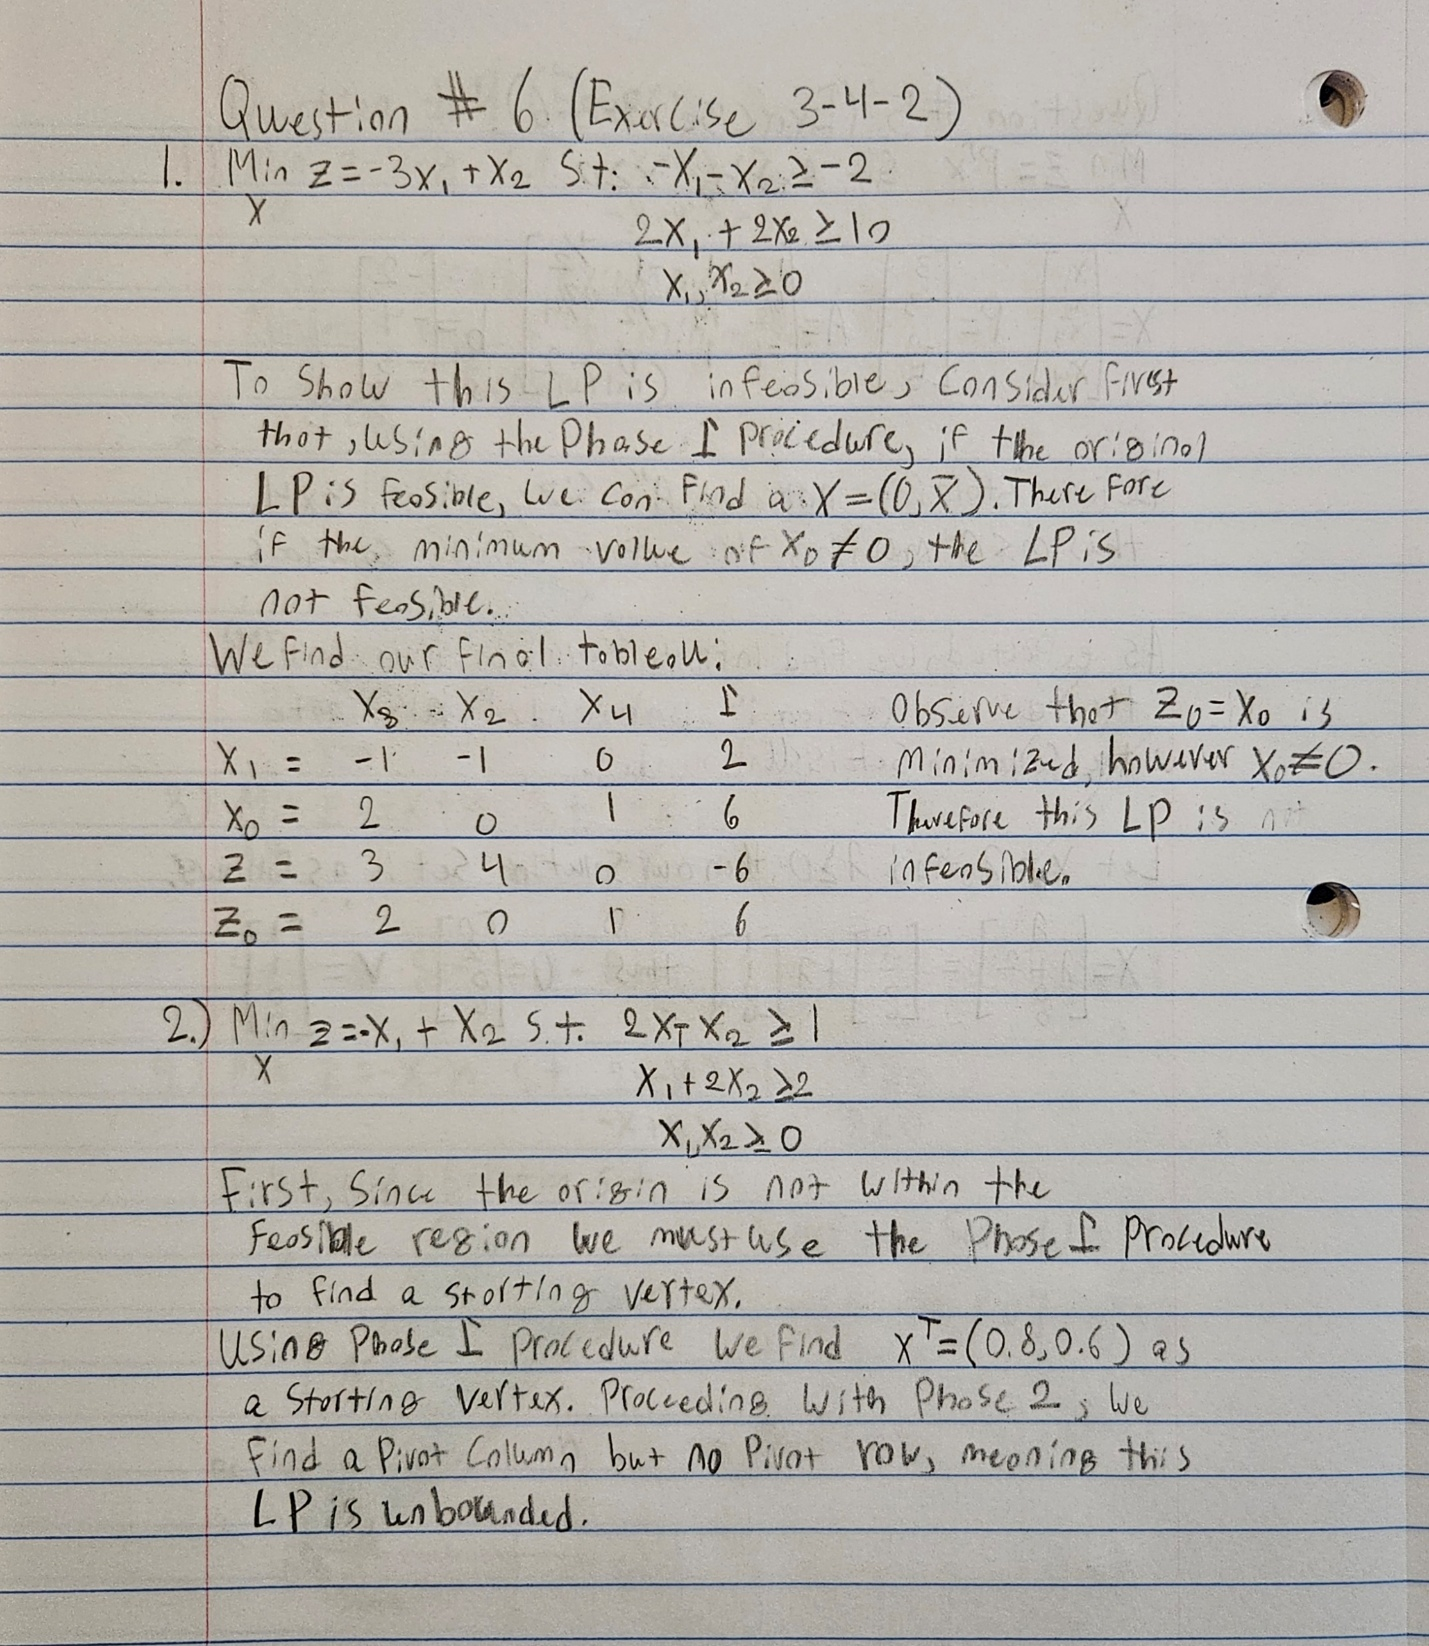 Question # 6 (Exercise 3-4-2)
1. Min z=-3x₁+x₂ s.t. -x₁-x₂≥-2
x
2x₁+2x₂≥10
x₁,x₂≥0
To show this LP is infeasible, consider first
that, using the Phase I procedure, if the original
LP is feasible, we can find a x=(0,x̄). Therefore
if the minimum value of x₀≠0, the LP is
not feasible.
We find our final tableau:
x₃ x₂ x₄ 1 Observe that z₀=x₀ is
x₁ = -1 -1 0 2 minimized, however x₀≠0.
x₀ = 2 0 1 6 Therefore this LP is
z = 3 4 0 -6 infeasible.
z₀ = 2 0 1 6
2.) Min z=-x₁+x₂ s.t. 2x₁-x₂≥1
x
x₁+2x₂≥2
x₁,x₂≥0
First, Since the origin is not within the
feasible region we must use the Phase I Procedure
to find a starting vertex.
Using Phase I procedure we find xᵀ=(0.8,0.6) as
a starting vertex. Proceeding with Phase 2, we
find a Pivot Column but no Pivot row, meaning this
LP is unbounded.